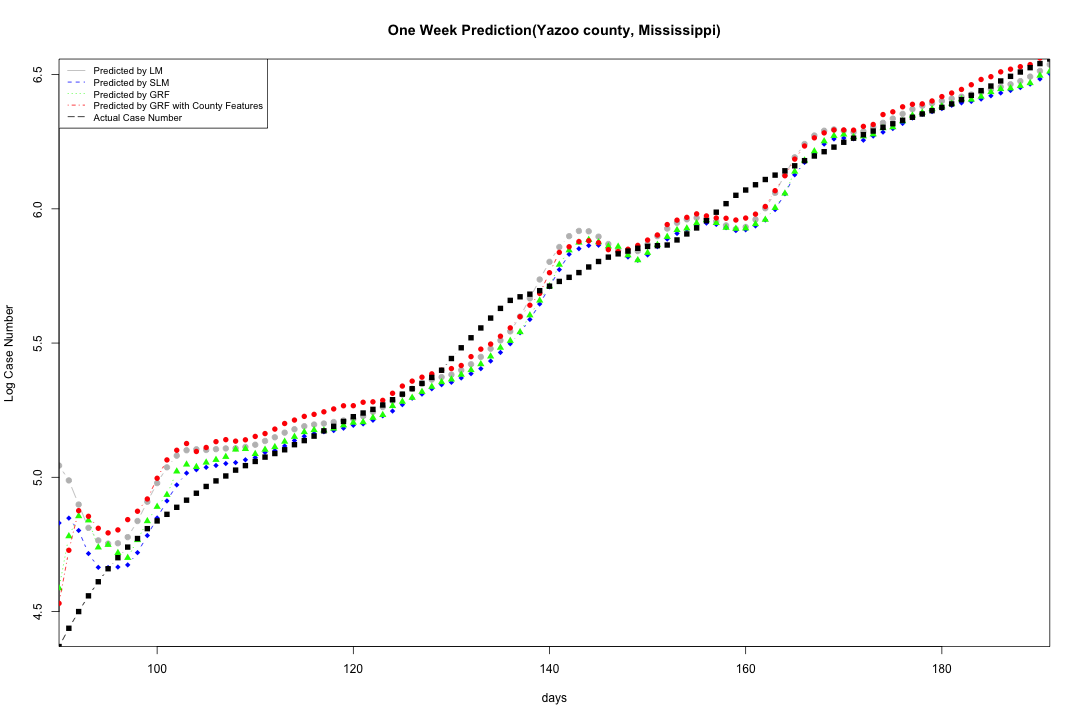 One Week Prediction(Yazoo county, Mississippi)
Predicted by LM
Predicted by SLM
Predicted by GRF
Predicted by GRF with County Features
Actual Case Number
6.5
6.0
5.5
5.0
4.5
Log Case Number
100 120 140 160 180
days